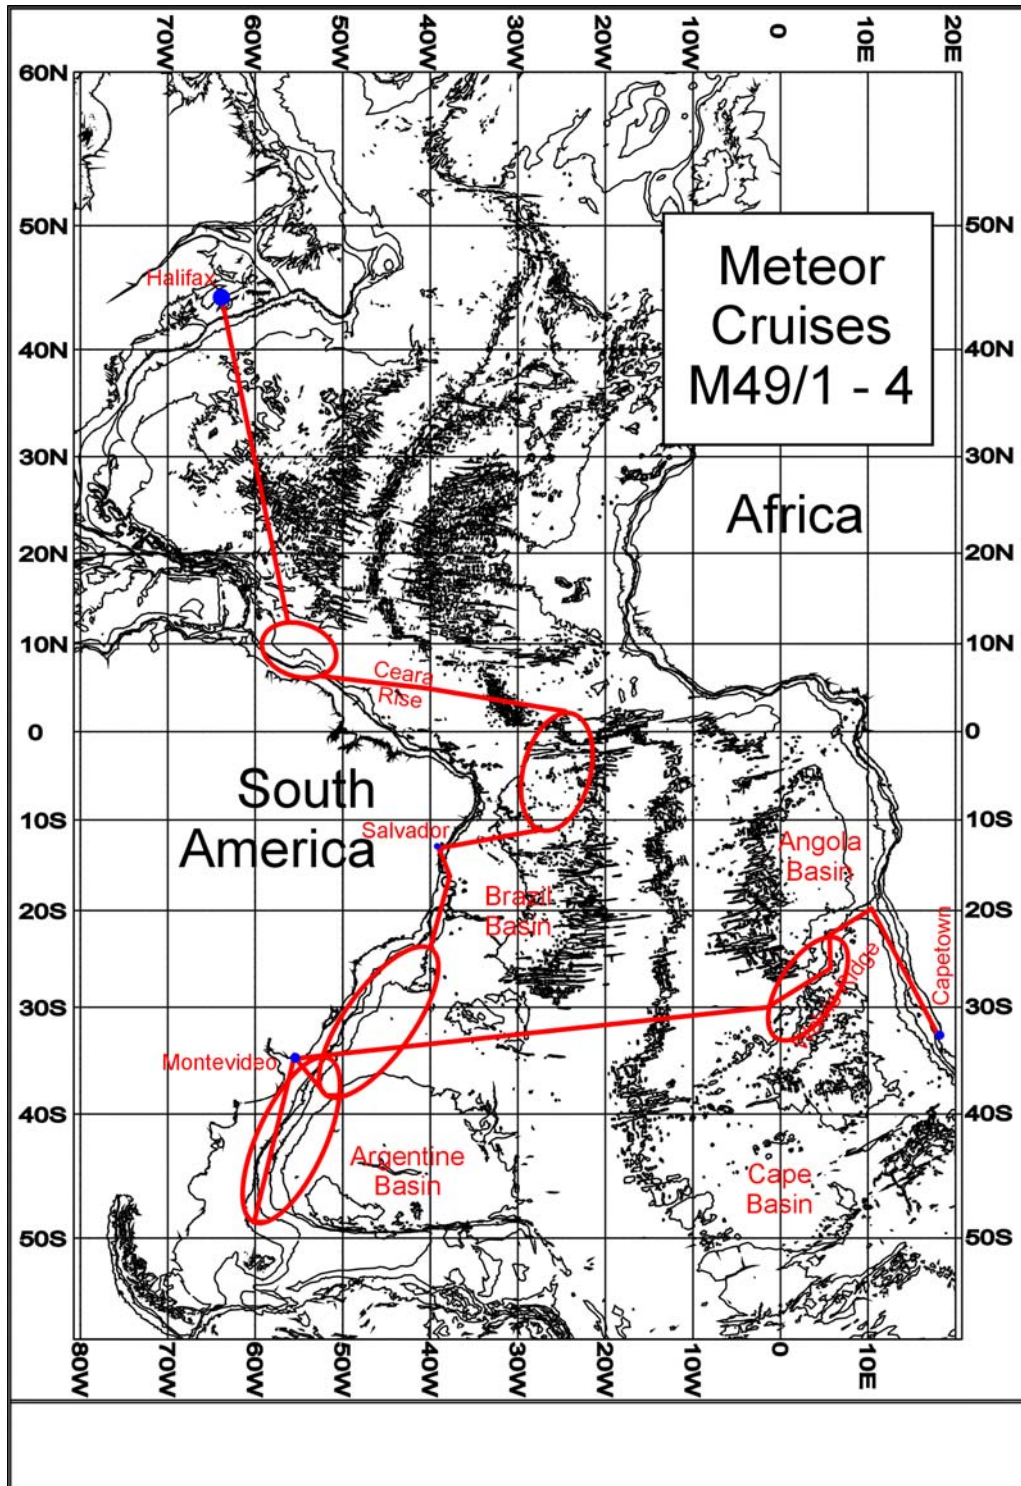 70W
60W
50W
40W
30W
20W
10W
0
10E
20E
60N
50N
50N
Halifax
Meteor
Cruises
M49/1 - 4
40N
40N
30N
30N
Africa
20N
20N
10N
10N
Ceara
Rise
0
0
South
America
10S
10S
Salvador
Angola
Basin
Brazil
Basin
20S
20S
Capetown
30S
30S
Montevideo
40S
40S
Argentine
Basin
Cape
Basin
50S
50S
80W
70W
60W
50W
40W
30W
20W
10W
0
10E